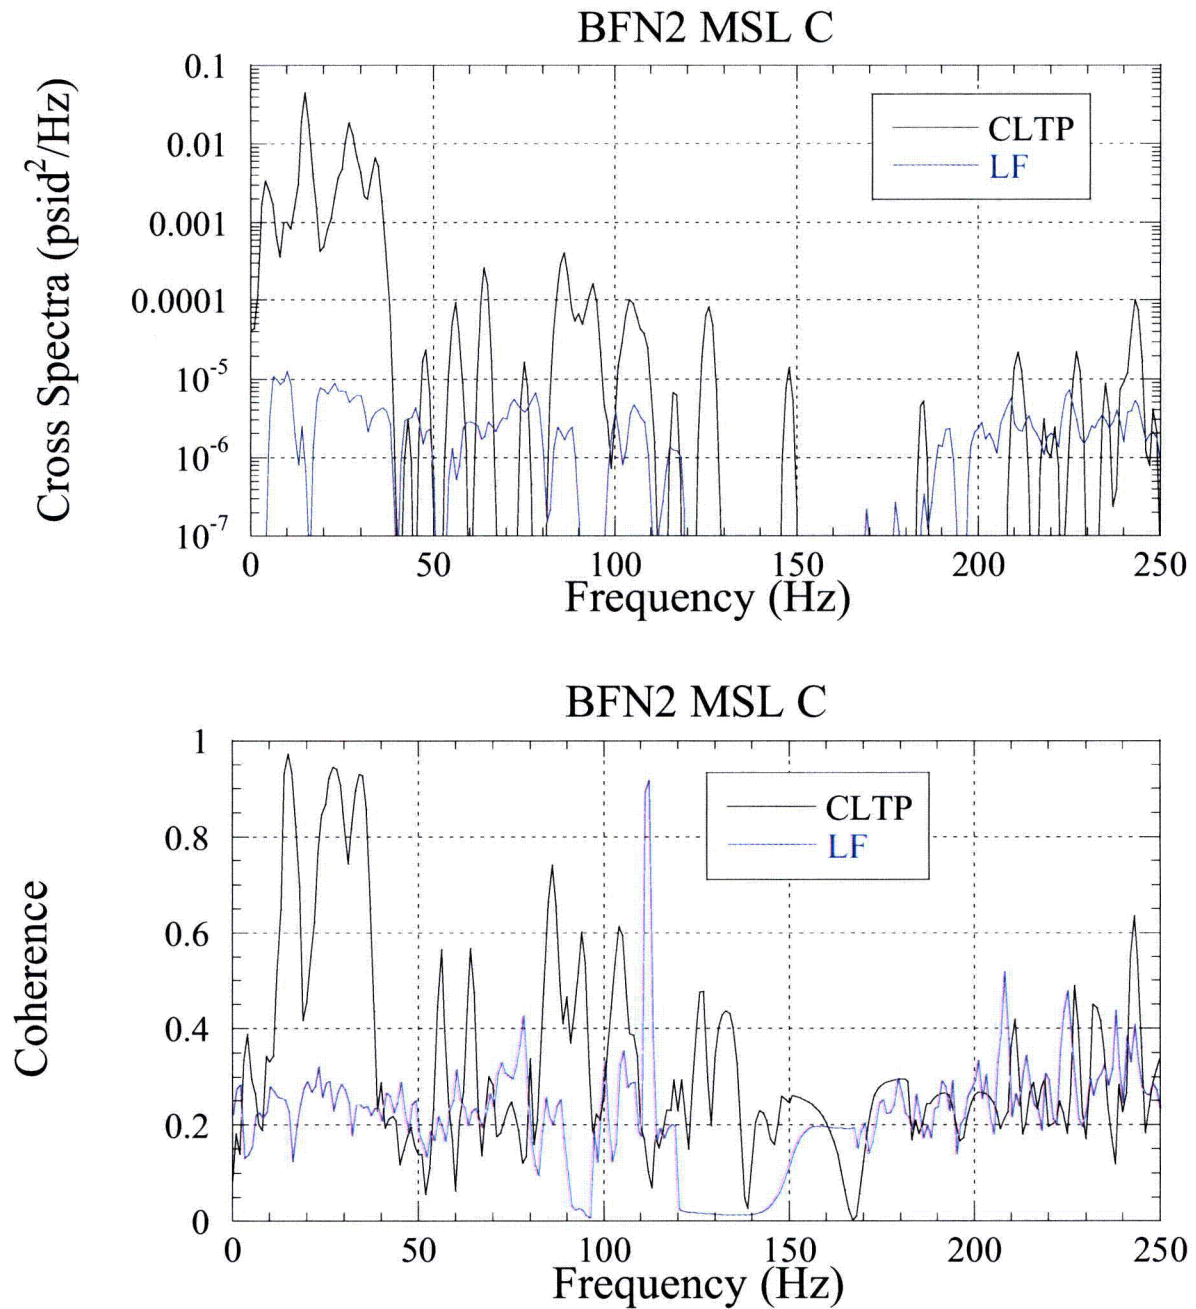 BFN2 MSL C
Cross Spectra (psid²/Hz)
0.1
0.01
0.001
0.0001
10⁻⁵
10⁻⁶
10⁻⁷
CLTP
LF
0 50 100 150 200 250
Frequency (Hz)
BFN2 MSL C
Coherence
1
0.8
0.6
0.4
0.2
0
CLTP
LF
0 50 100 150 200 250
Frequency (Hz)